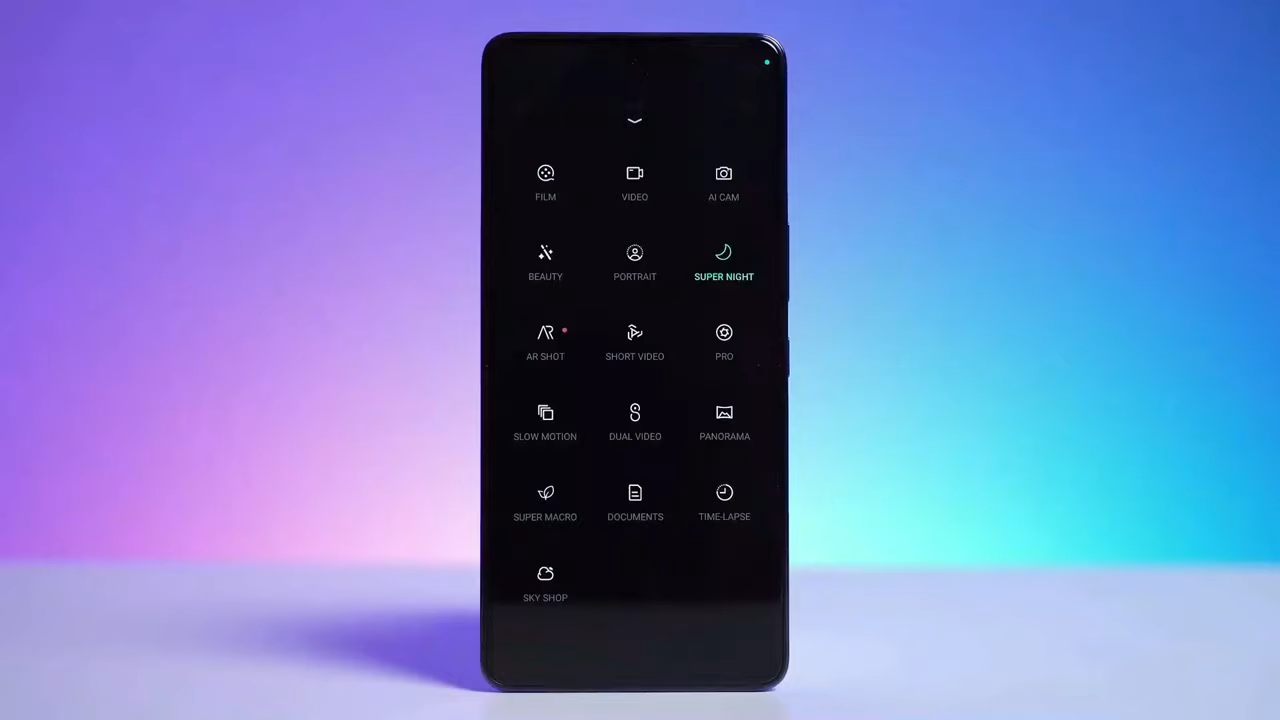 FILM
VIDEO
AI CAM
BEAUTY
PORTRAIT
SUPER NIGHT
AR SHOT
SHORT VIDEO
PRO
SLOW MOTION
DUAL VIDEO
PANORAMA
SUPER MACRO
DOCUMENTS
TIME-LAPSE
SKY SHOP